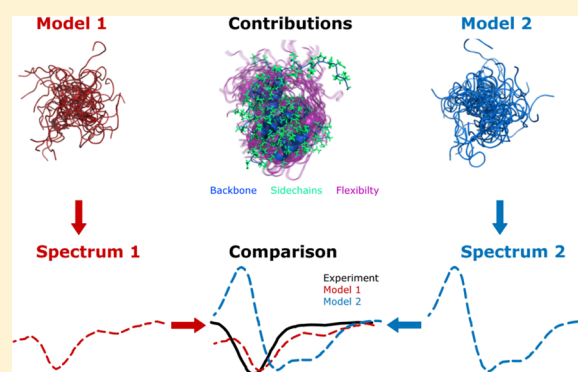 Model 1
Contributions
Model 2
Backbone Sidechains Flexibilty
Spectrum 1
Comparison
Spectrum 2
Experiment
Model 1
Model 2